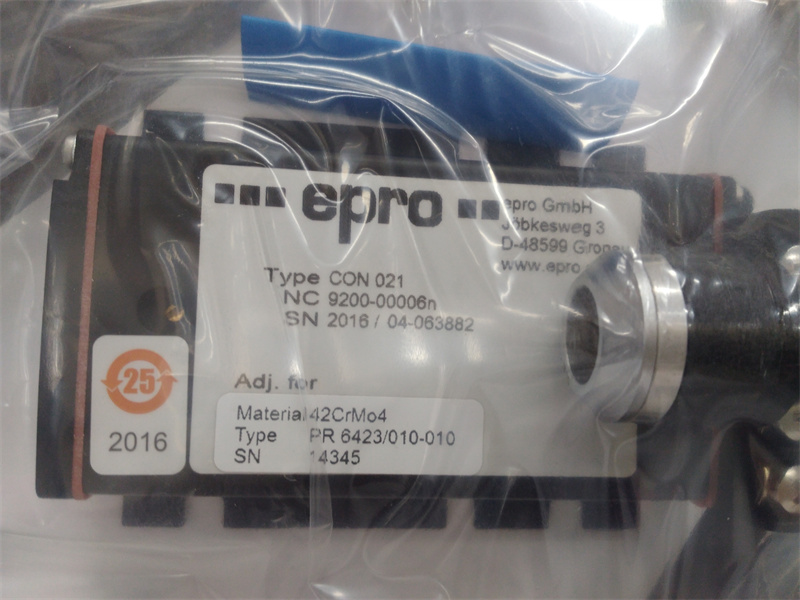 epro
epro GmbH
Jöbkesweg 3
D-48599
www.epro
Type CON 021
NC 9200-00006n
SN 2016 / 04-063882
Adj. for
Material 42CrMo4
Type PR 6423/010-010
SN 14345
25
2016